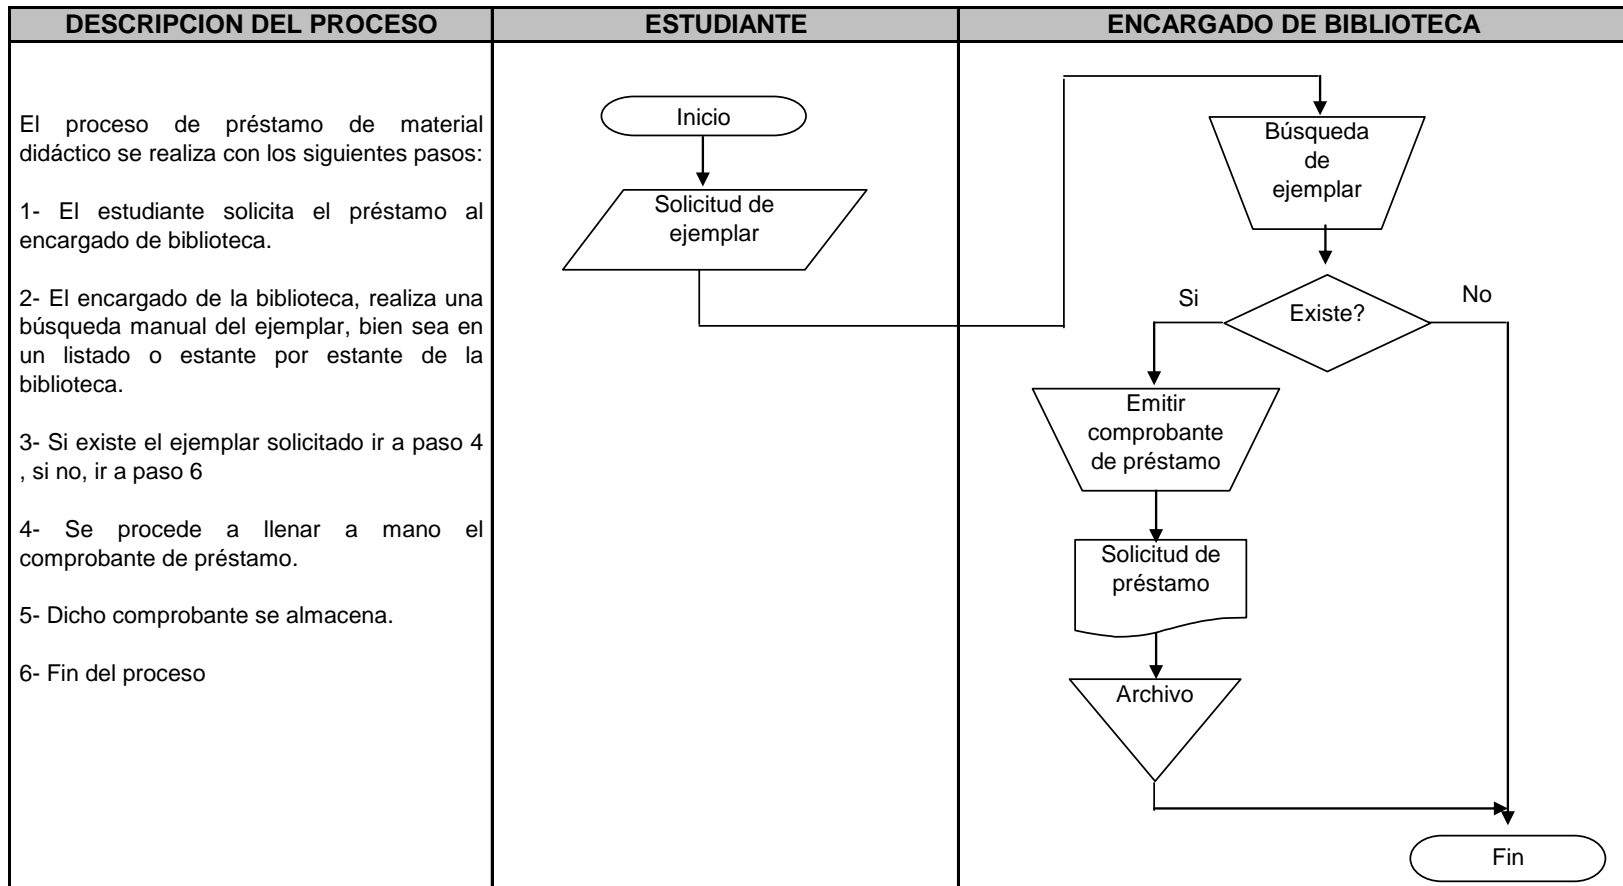 DESCRIPCION DEL PROCESO
ESTUDIANTE
ENCARGADO DE BIBLIOTECA
El proceso de préstamo de material
didáctico se realiza con los siguientes pasos:
1- El estudiante solicita el préstamo al
encargado de biblioteca.
2- El encargado de la biblioteca, realiza una
búsqueda manual del ejemplar, bien sea en
un listado o estante por estante de la
biblioteca.
3- Si existe el ejemplar solicitado ir a paso 4
, si no, ir a paso 6
4- Se procede a llenar a mano el
comprobante de préstamo.
5- Dicho comprobante se almacena.
6- Fin del proceso
Inicio
Solicitud de
ejemplar
Búsqueda
de
ejemplar
Existe?
Si
No
Emitir
comprobante
de préstamo
Solicitud de
préstamo
Archivo
Fin